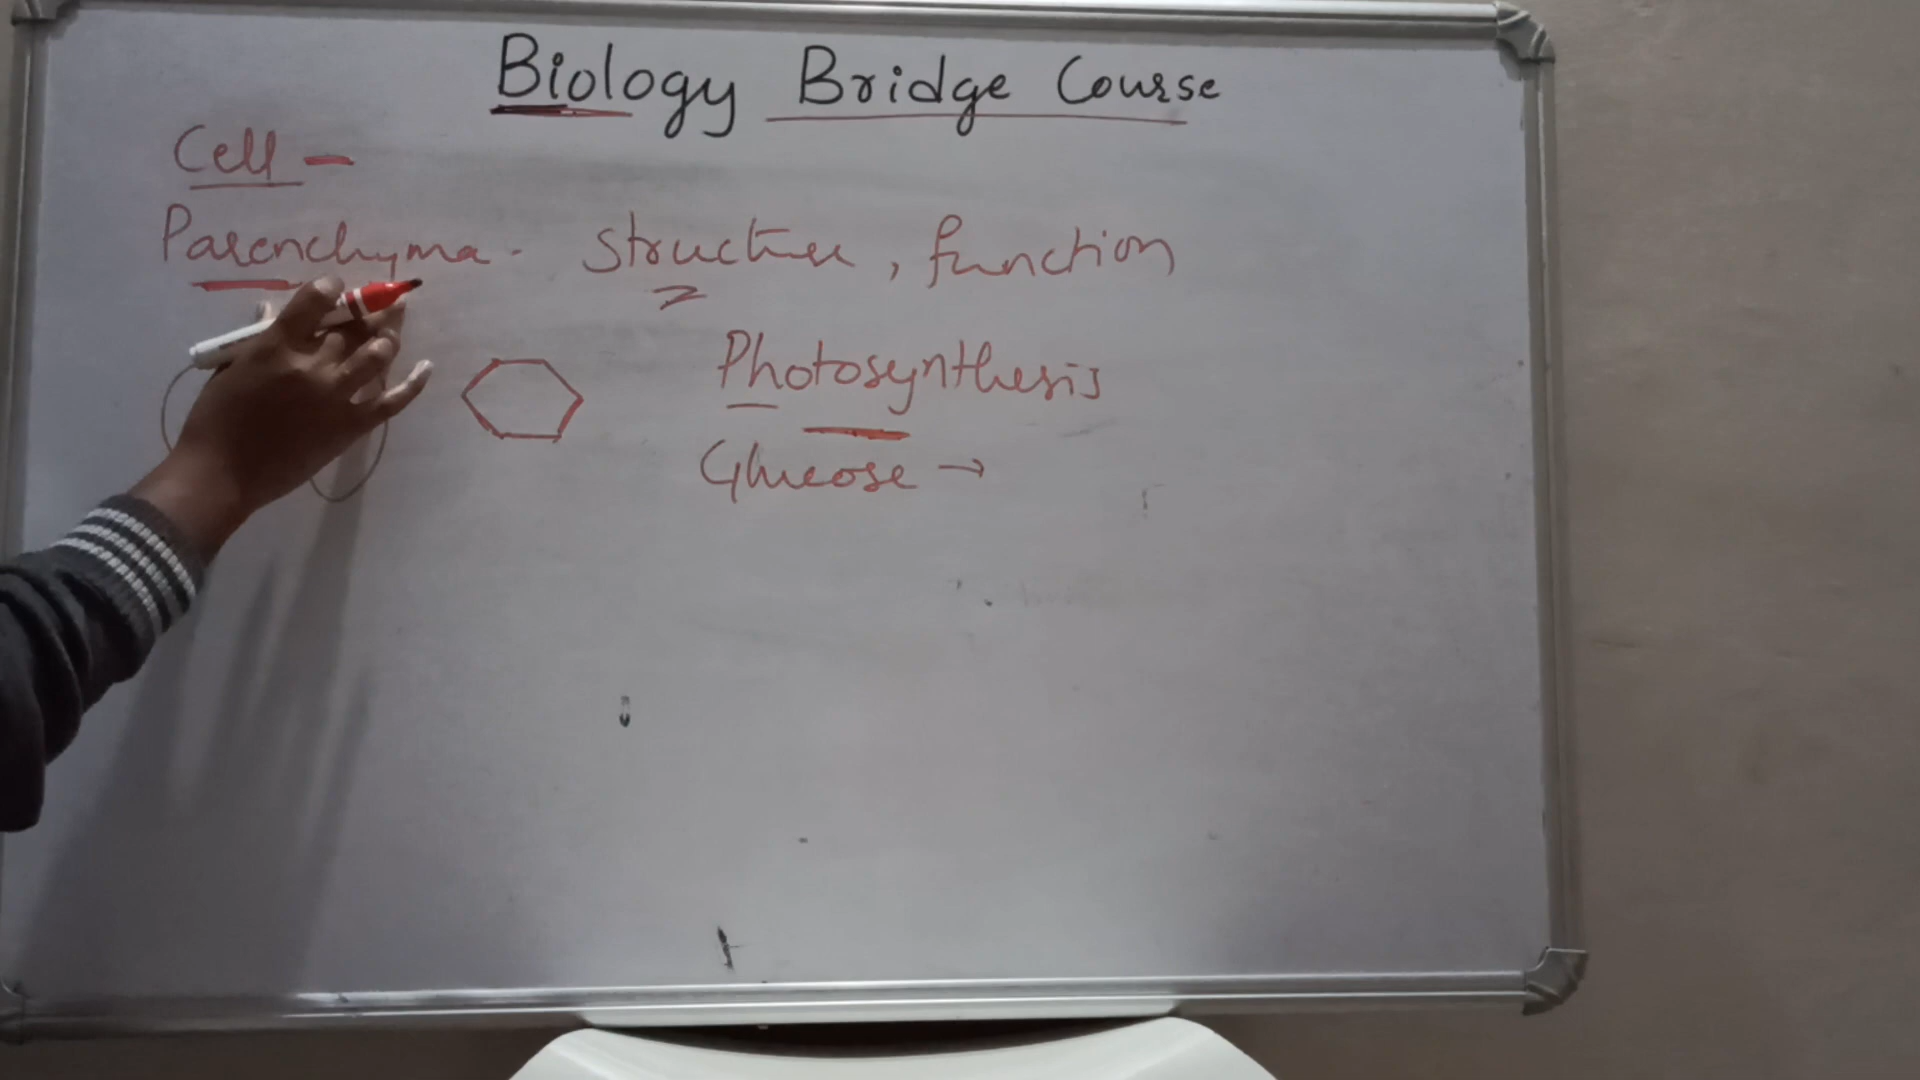 Biology Bridge Course
Cell -
Parenchyma - Structure, function
Photosynthesis
Glucose →